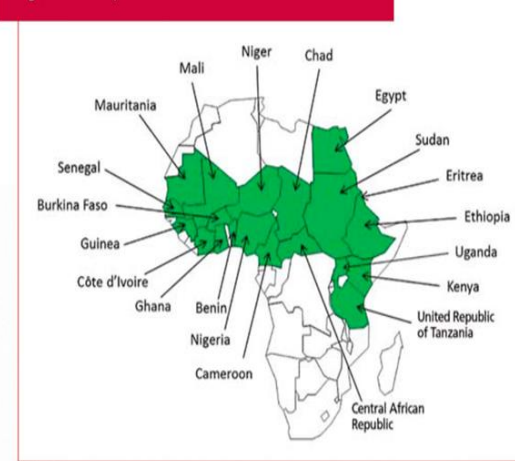 Niger
Chad
Mali
Egypt
Mauritania
Sudan
Senegal
Eritrea
Burkina Faso
Ethiopia
Guinea
Uganda
Côte d'Ivoire
Kenya
Ghana
Benin
United Republic
of Tanzania
Nigeria
Cameroon
Central African
Republic